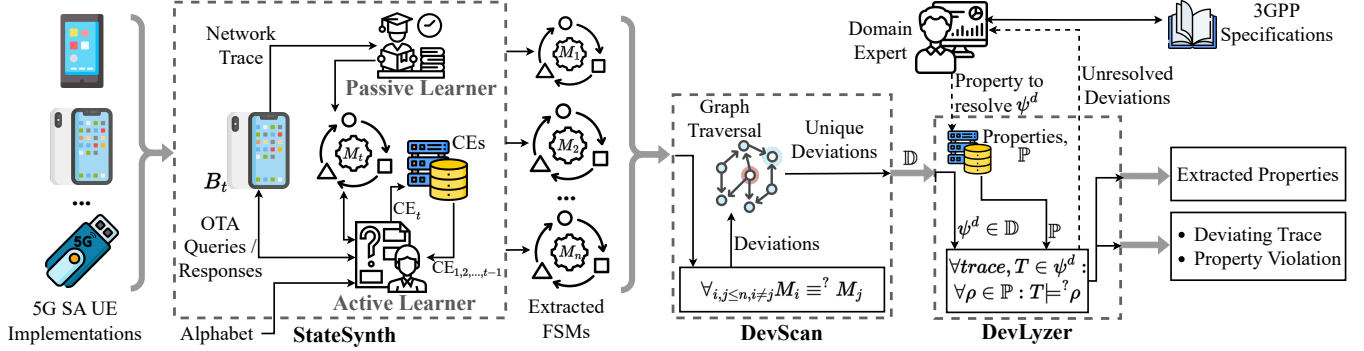 5G
5G SA UE
Implementations
Network
Trace
Passive Learner
M_t
CEs
B_t
CE_t
OTA
Queries /
Responses
CE_{1,2,...,t−1}
Active Learner
Alphabet
StateSynth
M_1
M_2
...
M_n
Extracted
FSMs
Graph
Traversal
Unique
Deviations
Deviations
∀_{i,j≤n,i≠j} M_i ≡^? M_j
DevScan
𝔻
Domain
Expert
3GPP
Specifications
Property to
resolve ψ^d
Unresolved
Deviations
Properties,
ℙ
ψ^d ∈ 𝔻
ℙ
∀trace, T ∈ ψ^d :
∀ρ ∈ ℙ : T ⊨^? ρ
DevLyzer
Extracted Properties
• Deviating Trace
• Property Violation